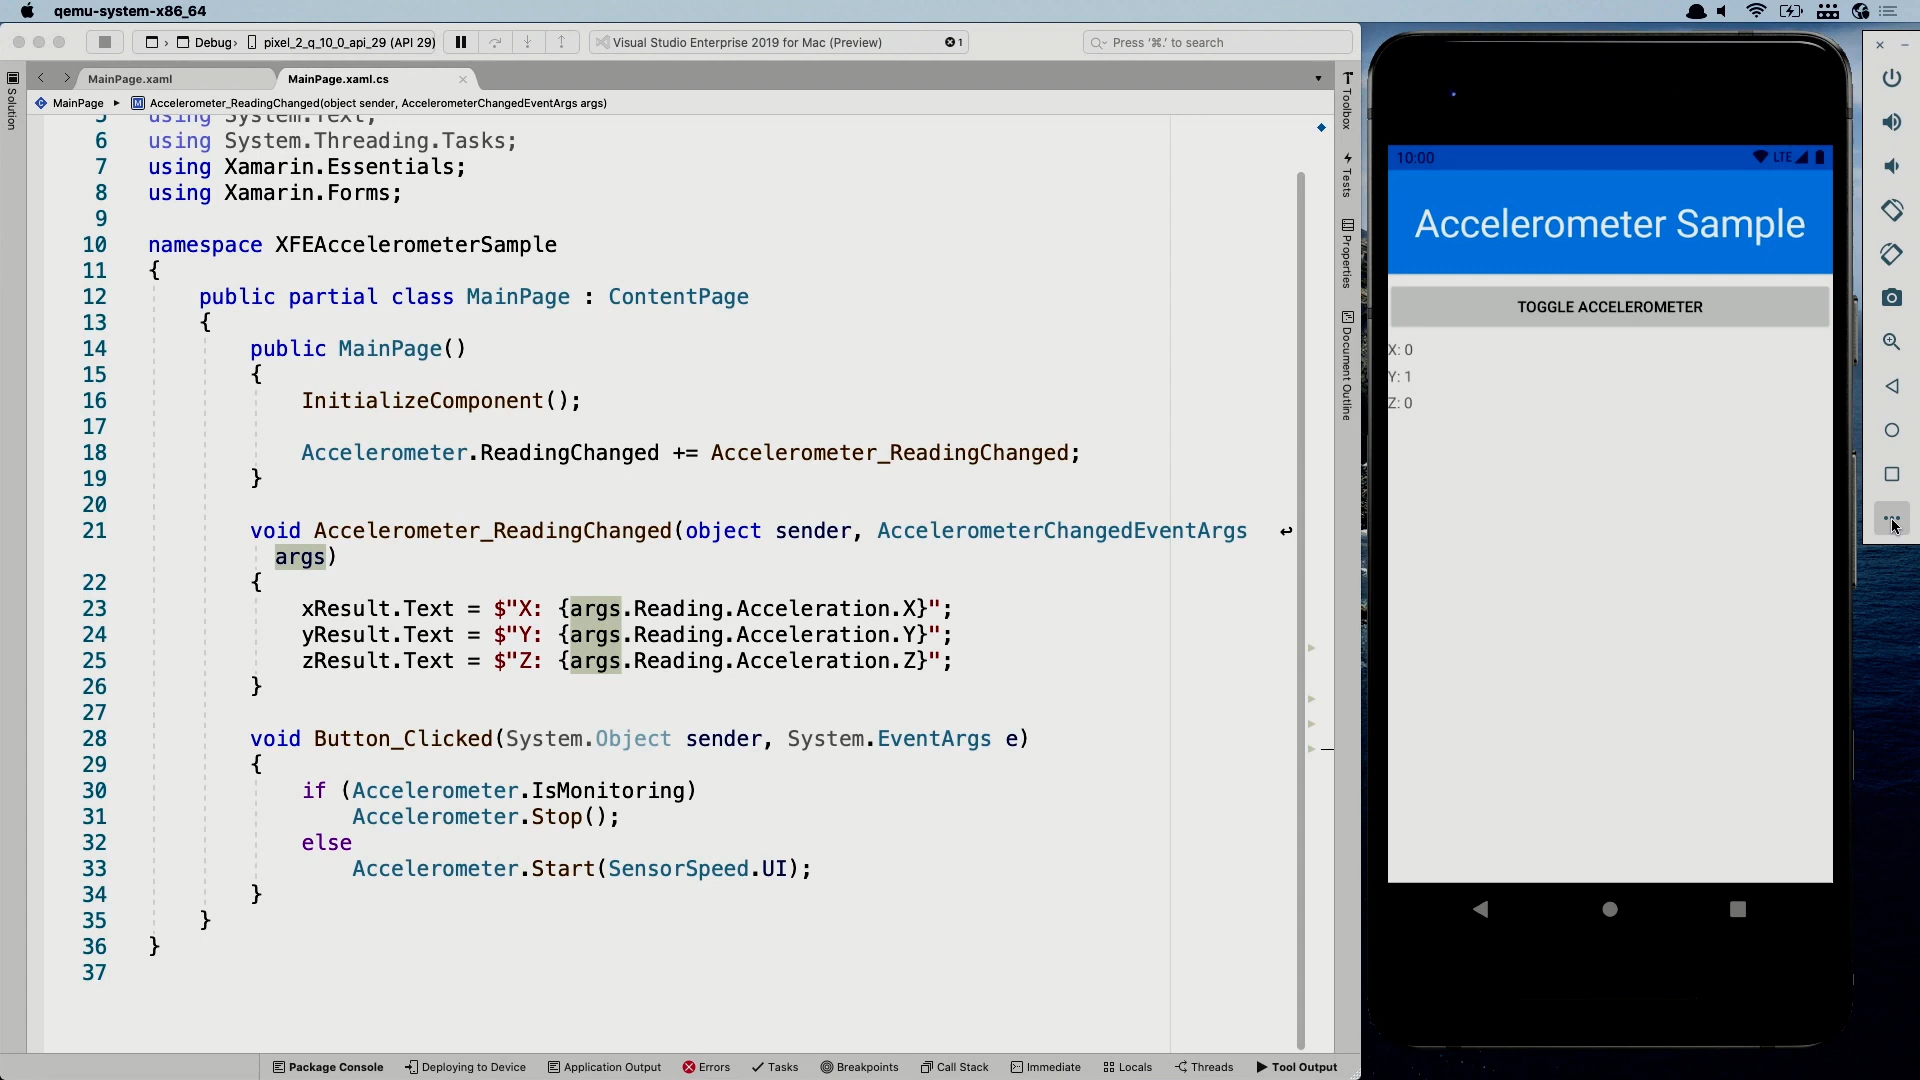 qemu-system-x86_64
Debug
pixel_2_q_10_0_api_29 (API 29)
Visual Studio Enterprise 2019 for Mac (Preview)
1
Press '⌘.' to search
Solution
MainPage.xaml
MainPage.xaml.cs
MainPage
M
Accelerometer_ReadingChanged(object sender, AccelerometerChangedEventArgs args)
5 using System.Text;
6 using System.Threading.Tasks;
7 using Xamarin.Essentials;
8 using Xamarin.Forms;
9
10 namespace XFEAccelerometerSample
11 {
12 public partial class MainPage : ContentPage
13 {
14 public MainPage()
15 {
16 InitializeComponent();
17
18 Accelerometer.ReadingChanged += Accelerometer_ReadingChanged;
19 }
20
21 void Accelerometer_ReadingChanged(object sender, AccelerometerChangedEventArgs
args)
22 {
23 xResult.Text = $"X: {args.Reading.Acceleration.X}";
24 yResult.Text = $"Y: {args.Reading.Acceleration.Y}";
25 zResult.Text = $"Z: {args.Reading.Acceleration.Z}";
26 }
27
28 void Button_Clicked(System.Object sender, System.EventArgs e)
29 {
30 if (Accelerometer.IsMonitoring)
31 Accelerometer.Stop();
32 else
33 Accelerometer.Start(SensorSpeed.UI);
34 }
35 }
36 }
37
Toolbox
Tests
Properties
Document Outline
Package Console
Deploying to Device
Application Output
Errors
Tasks
Breakpoints
Call Stack
Immediate
Locals
Threads
Tool Output
10:00
LTE
Accelerometer Sample
TOGGLE ACCELEROMETER
X: 0
Y: 1
Z: 0